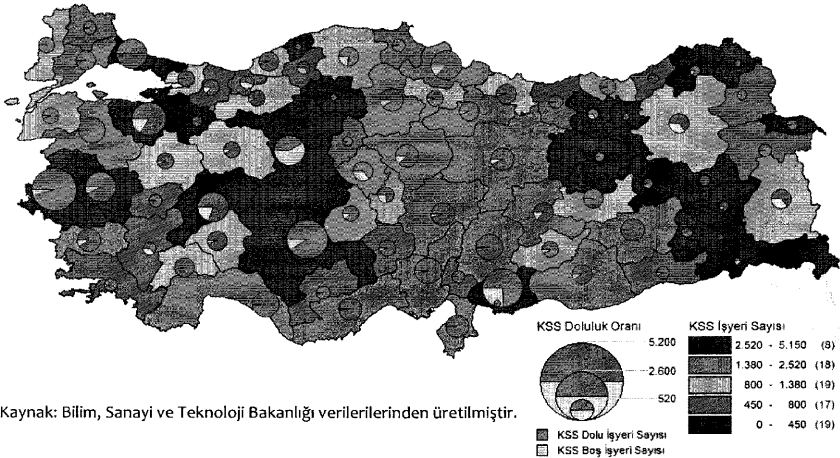 KSS Doluluk Oranı
5.200
2.600
520
KSS Dolu İşyeri Sayısı
KSS Boş İşyeri Sayısı
KSS İşyeri Sayısı
2.520 - 5.150 (8)
1.380 - 2.520 (18)
800 - 1.380 (19)
450 - 800 (17)
0 - 450 (19)
Kaynak: Bilim, Sanayi ve Teknoloji Bakanlığı verilerilerinden üretilmiştir.